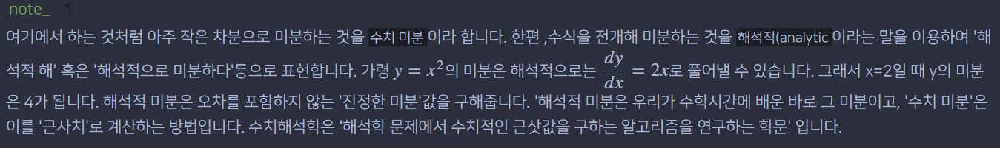 note_ ¶
여기에서 하는 것처럼 아주 작은 차분으로 미분하는 것을 수치 미분 이라 합니다. 한편 ,수식을 전개해 미분하는 것을 해석적(analytic 이라는 말을 이용하여 '해
석적 해' 혹은 '해석적으로 미분하다'등으로 표현합니다. 가령 y = x²의 미분은 해석적으로는 dy/dx = 2x로 풀어낼 수 있습니다. 그래서 x=2일 때 y의 미분
은 4가 됩니다. 해석적 미분은 오차를 포함하지 않는 '진정한 미분'값을 구해줍니다. '해석적 미분은 우리가 수학시간에 배운 바로 그 미분이고, '수치 미분'은
이를 '근사치'로 계산하는 방법입니다. 수치해석학은 '해석학 문제에서 수치적인 근삿값을 구하는 알고리즘을 연구하는 학문' 입니다.